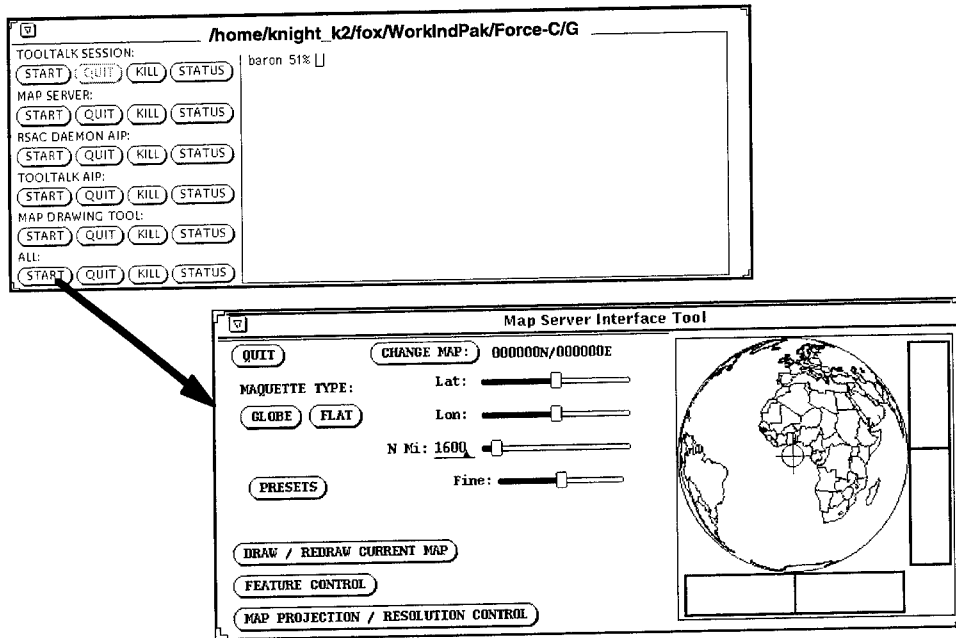 /home/knight_k2/fox/WorkIndPak/Force-C/G
TOOLTALK SESSION:
START QUIT KILL STATUS
baron 51%
MAP SERVER:
START QUIT KILL STATUS
RSAC DAEMON AIP:
START QUIT KILL STATUS
TOOLTALK AIP:
START QUIT KILL STATUS
MAP DRAWING TOOL:
START QUIT KILL STATUS
ALL:
START QUIT KILL STATUS
Map Server Interface Tool
QUIT CHANGE MAP: 000000N/000000E
MAQUETTE TYPE: Lat:
GLOBE FLAT Lon:
N Mi: 1600
PRESETS Fine:
DRAW / REDRAW CURRENT MAP
FEATURE CONTROL
MAP PROJECTION / RESOLUTION CONTROL